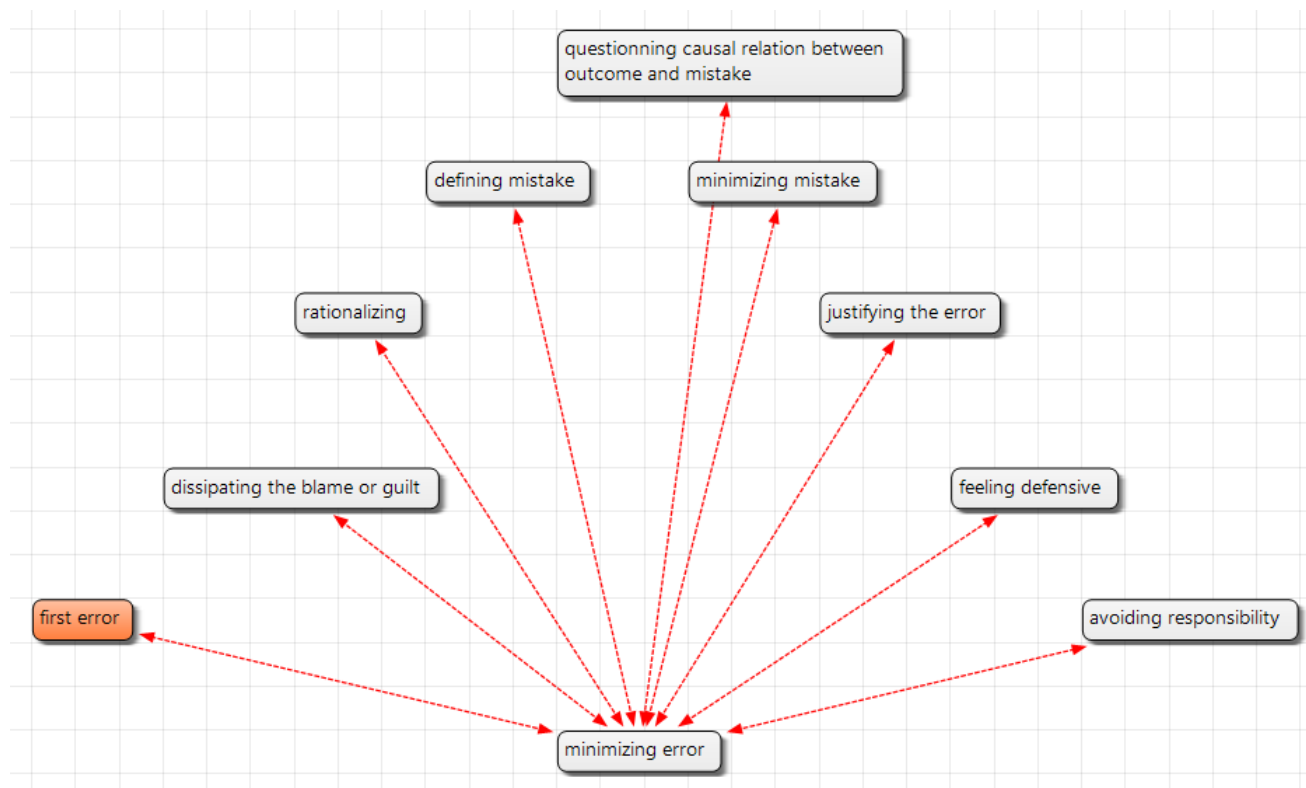 questionning causal relation between
outcome and mistake
defining mistake
minimizing mistake
rationalizing
justifying the error
dissipating the blame or guilt
feeling defensive
first error
avoiding responsibility
minimizing error